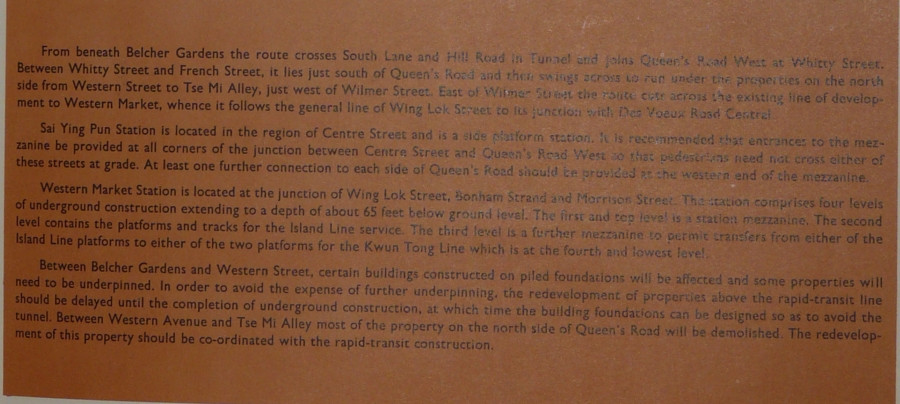 From beneath Belcher Gardens the route crosses South Lane and Hill Road in Tunnel and joins Queen's Road West at Whitty Street.
Between Whitty Street and French Street, it lies just south of Queen's Road and then swings across to run under the properties on the north
side from Western Street to Tse Mi Alley, just west of Wilmer Street. East of Wilmer Street the route cuts across the existing line of develop-
ment to Western Market, whence it follows the general line of Wing Lok Street to its junction with Des Voeux Road Central.
Sai Ying Pun Station is located in the region of Centre Street and is a side platform station. It is recommended that entrances to the mez-
zanine be provided at all corners of the junction between Centre Street and Queen's Road West so that pedestrians need not cross either of
these streets at grade. At least one further connection to each side of Queen's Road should be provided at the western end of the mezzanine.
Western Market Station is located at the junction of Wing Lok Street, Bonham Strand and Morrison Street. The station comprises four levels
of underground construction extending to a depth of about 65 feet below ground level. The first and top level is a station mezzanine. The second
level contains the platforms and tracks for the Island Line service. The third level is a further mezzanine to permit transfers from either of the
Island Line platforms to either of the two platforms for the Kwun Tong Line which is at the fourth and lowest level.
Between Belcher Gardens and Western Street, certain buildings constructed on piled foundations will be affected and some properties will
need to be underpinned. In order to avoid the expense of further underpinning, the redevelopment of properties above the rapid-transit line
should be delayed until the completion of underground construction, at which time the building foundations can be designed so as to avoid the
tunnel. Between Western Avenue and Tse Mi Alley most of the property on the north side of Queen's Road will be demolished. The redevelop-
ment of this property should be co-ordinated with the rapid-transit construction.